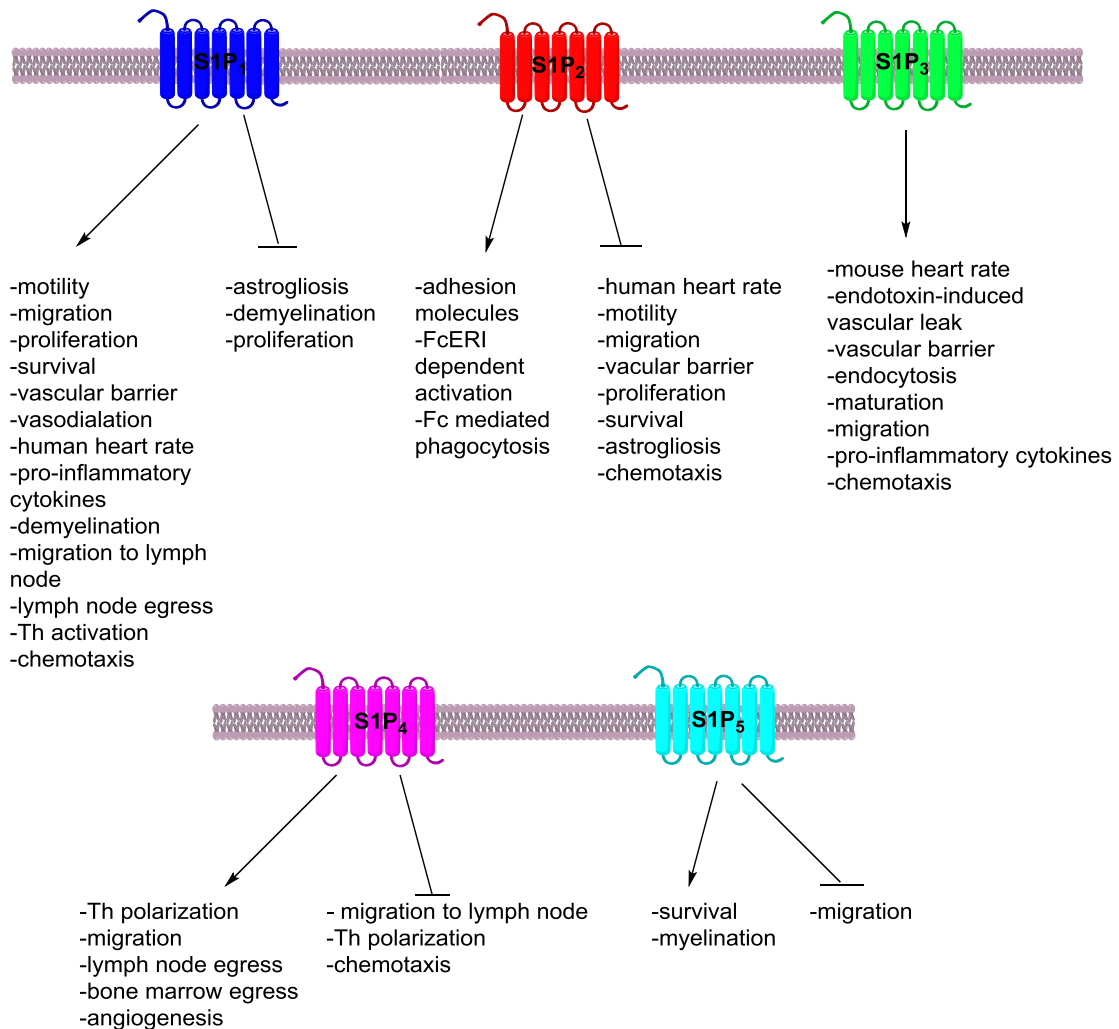 S1P1
S1P2
S1P3
-motility
-migration
-proliferation
-survival
-vascular barrier
-vasodialation
-human heart rate
-pro-inflammatory
cytokines
-demyelination
-migration to lymph
node
-lymph node egress
-Th activation
-chemotaxis
-astrogliosis
-demyelination
-proliferation
-adhesion
molecules
-FcERI
dependent
activation
-Fc mediated
phagocytosis
-human heart rate
-motility
-migration
-vacular barrier
-proliferation
-survival
-astrogliosis
-chemotaxis
-mouse heart rate
-endotoxin-induced
vascular leak
-vascular barrier
-endocytosis
-maturation
-migration
-pro-inflammatory cytokines
-chemotaxis
S1P4
S1P5
-Th polarization
-migration
-lymph node egress
-bone marrow egress
-angiogenesis
- migration to lymph node
-Th polarization
-chemotaxis
-survival
-myelination
-migration